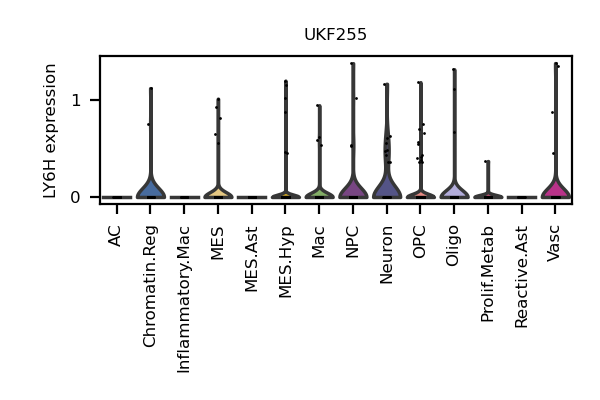 UKF255
LY6H expression
1
0
AC
Chromatin.Reg
Inflammatory.Mac
MES
MES.Ast
MES.Hyp
Mac
NPC
Neuron
OPC
Oligo
Prolif.Metab
Reactive.Ast
Vasc